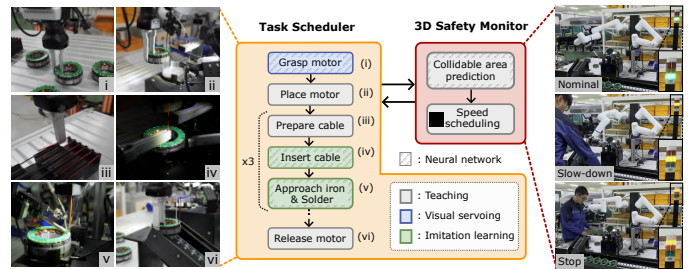 Task Scheduler
3D Safety Monitor
Grasp motor
(i)
Place motor
(ii)
Prepare cable
(iii)
Insert cable
(iv)
Approach iron
& Solder
(v)
x3
Release motor
(vi)
Collidable area
prediction
Speed
scheduling
: Neural network
: Teaching
: Visual servoing
: Imitation learning
i
ii
iii
iv
v
vi
Nominal
Slow-down
Stop